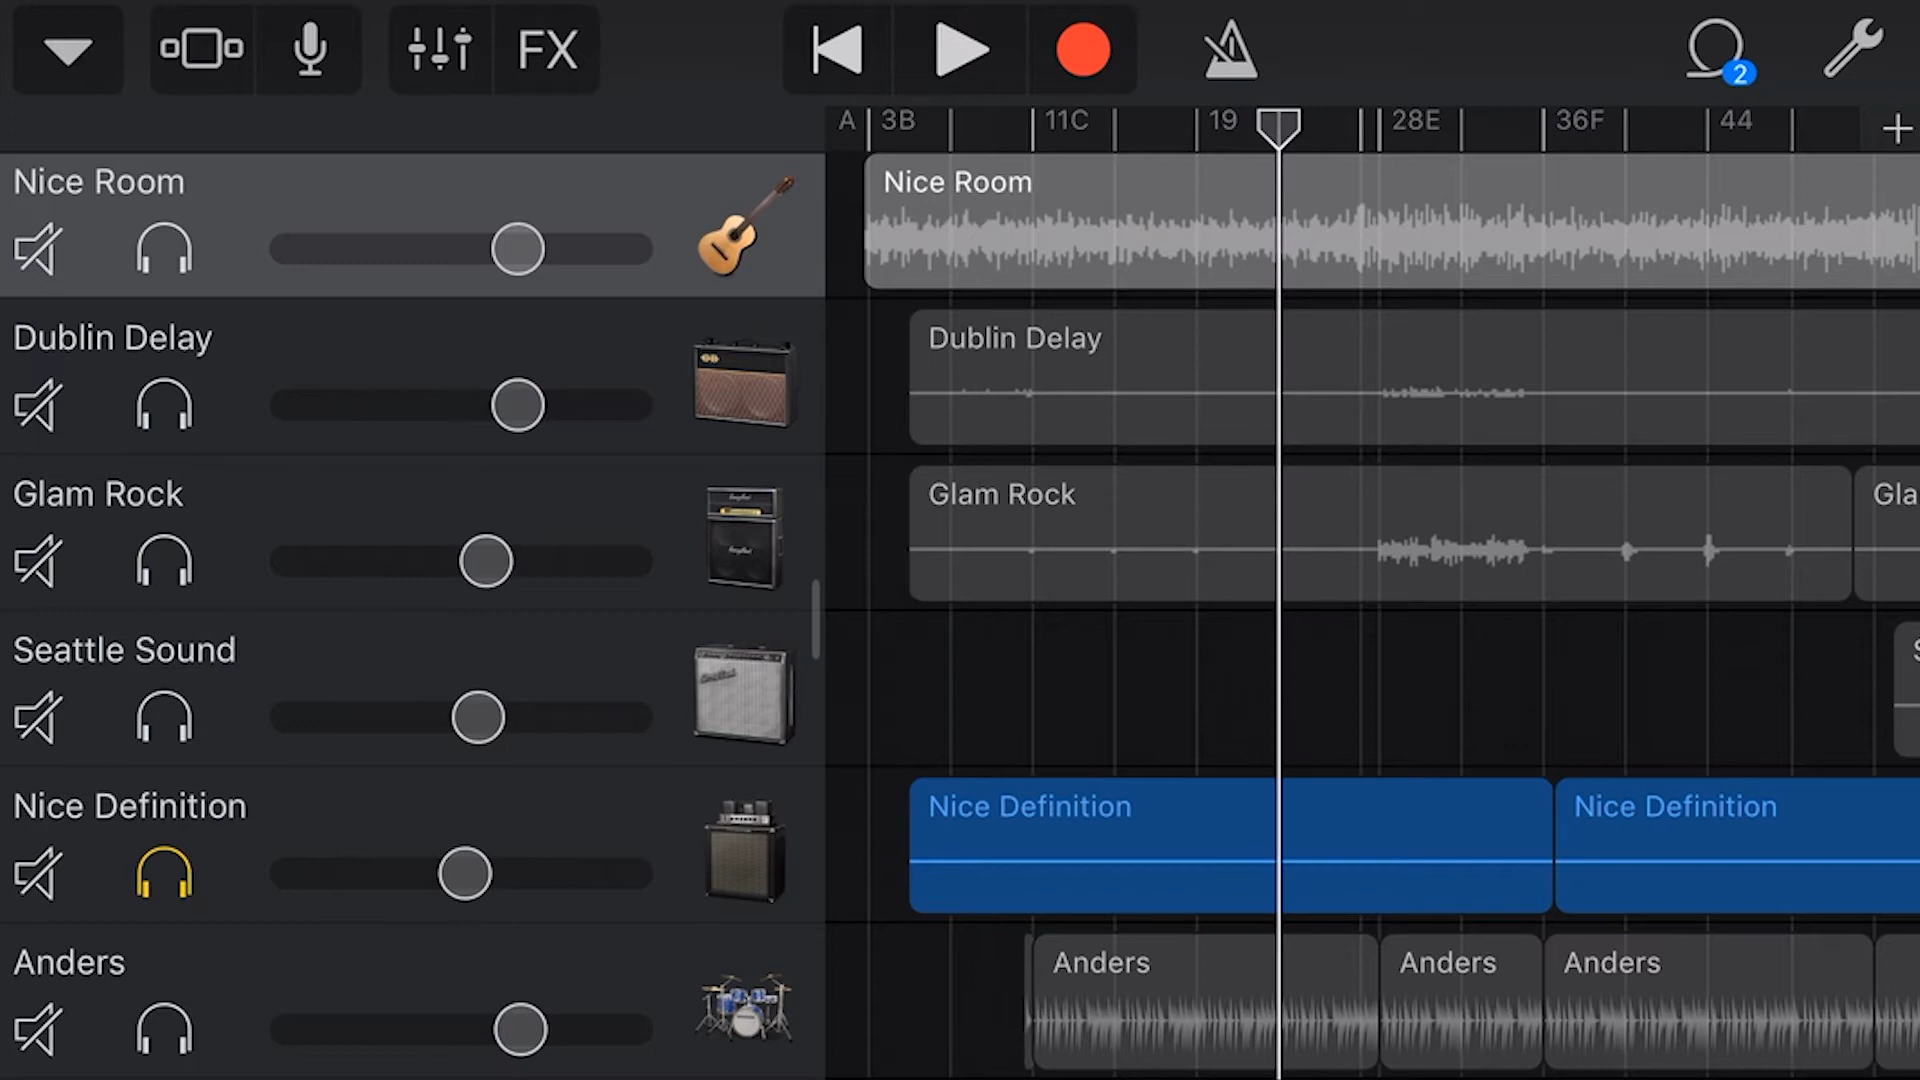 FX
2
A 3B 11C 19 28E 36F 44 +
Nice Room
Nice Room
Dublin Delay
Dublin Delay
Glam Rock
Glam Rock
Gla
Seattle Sound
S
Nice Definition
Nice Definition
Nice Definition
Anders
Anders
Anders
Anders